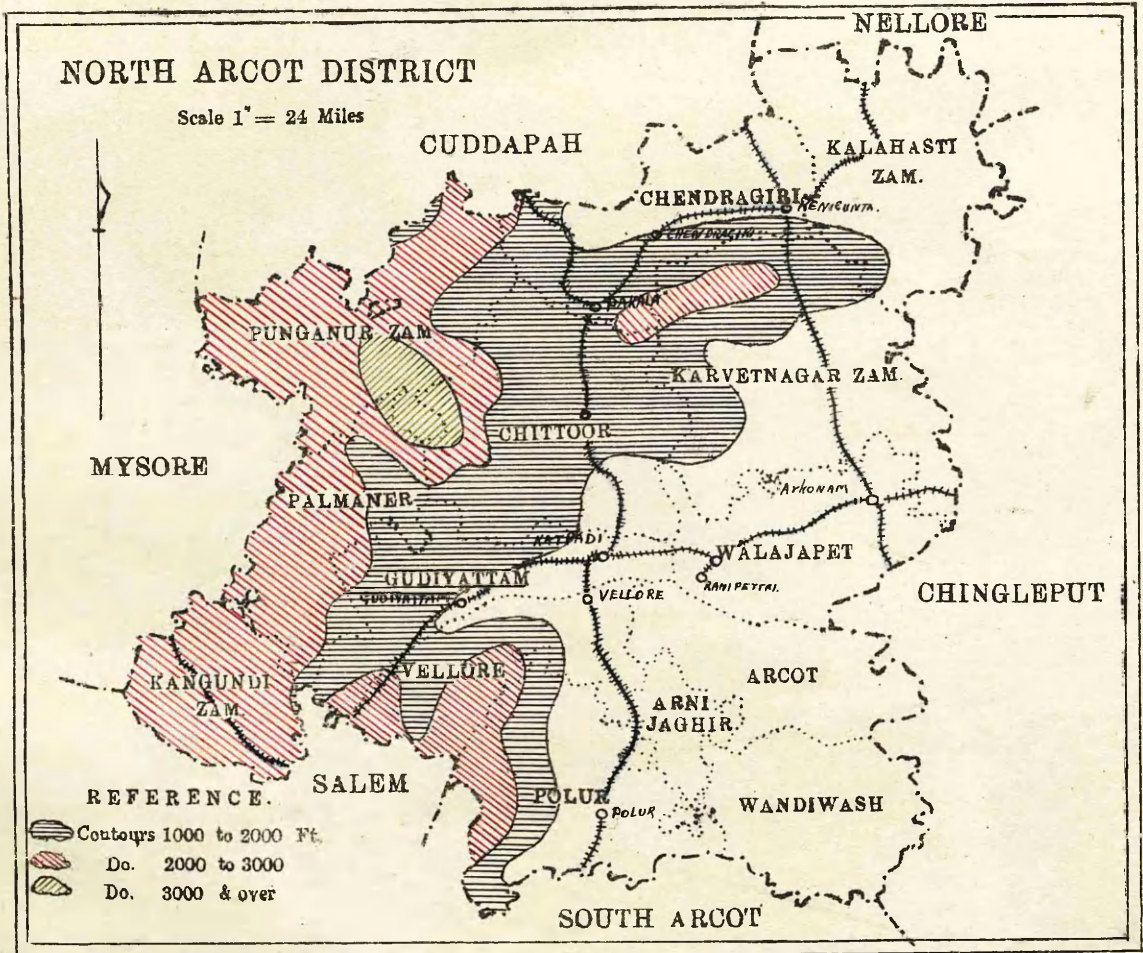 NELLORE
NORTH ARCOT DISTRICT
Scale 1" = 24 Miles
CUDDAPAH
KALAHASTI
ZAM.
CHENDRAGIRI
RENIGUNTA.
CHENDRAGIRI
PAKALA
PUNGANUR ZAM
KARVETNAGAR ZAM.
CHITTOOR
MYSORE
PALMANER
Arkonam
KATPADI
WALAJAPET
GUDIYATTAM
GUDIYATTAM
VELLORE
RANIPETTAI.
CHINGLEPUT
VELLORE
ARCOT
KANGUNDI
ZAM.
ARNI
JAGHIR.
SALEM
POLUR
POLUR
WANDIWASH
REFERENCE.
Contours 1000 to 2000 Ft.
Do. 2000 to 3000
Do. 3000 & over
SOUTH ARCOT